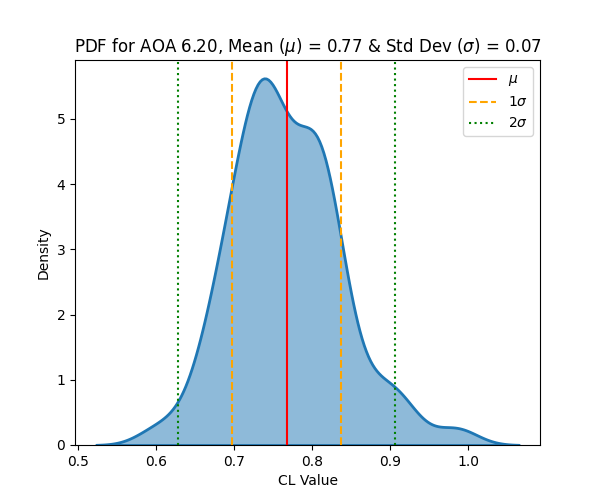 PDF for AOA 6.20, Mean (μ) = 0.77 & Std Dev (σ) = 0.07
μ
1σ
2σ
5
4
3
2
1
0
Density
0.5 0.6 0.7 0.8 0.9 1.0
CL Value